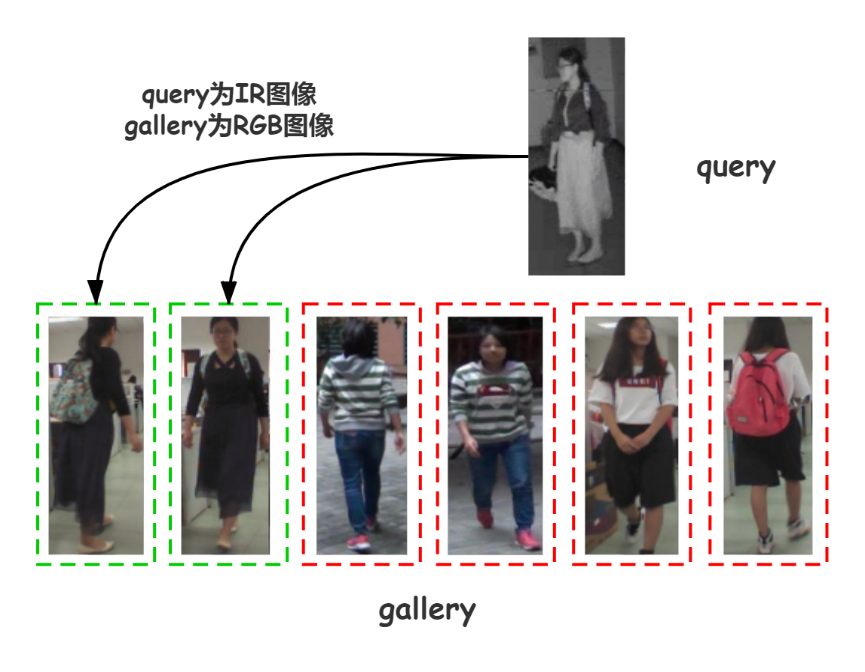 query为IR图像
gallery为RGB图像
query
gallery